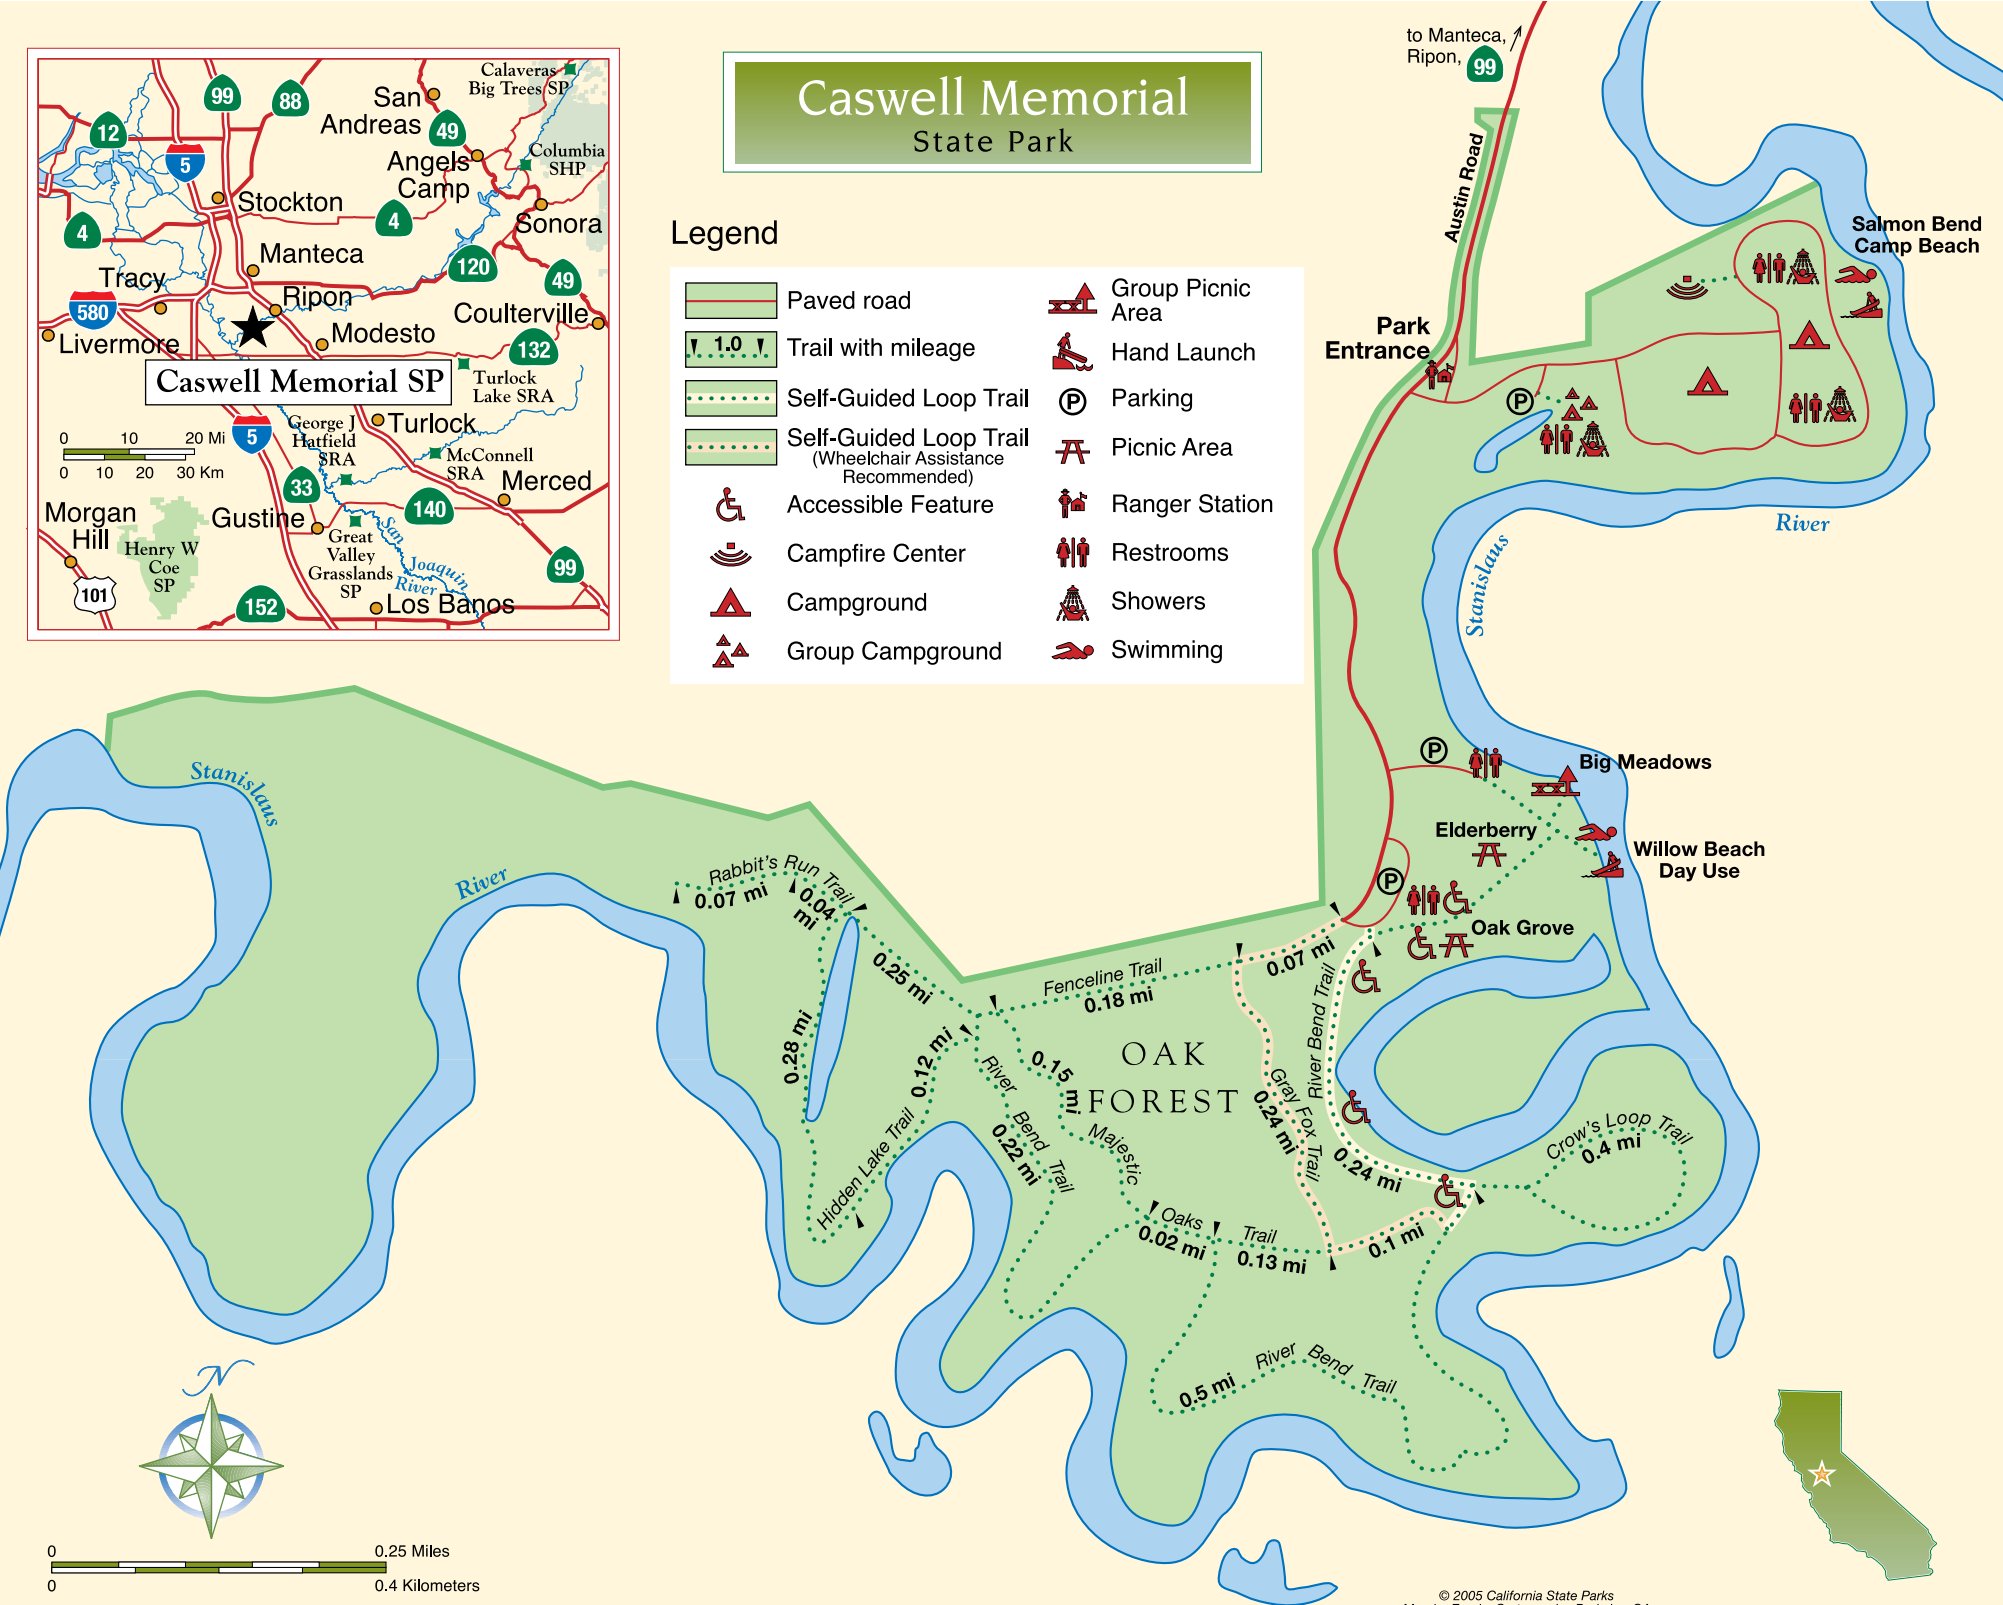 Caswell Memorial
State Park
to Manteca,
Ripon,
99
Austin Road
Park
Entrance
Salmon Bend
Camp Beach
Stanislaus
River
Legend
Paved road
1.0
Trail with mileage
Self-Guided Loop Trail
Self-Guided Loop Trail
(Wheelchair Assistance
Recommended)
Accessible Feature
Campfire Center
Campground
Group Campground
Group Picnic
Area
Hand Launch
P
Parking
Picnic Area
Ranger Station
Restrooms
Showers
Swimming
99
88
12
5
4
San
Andreas
49
Calaveras
Big Trees SP
Angels
Camp
Columbia
SHP
Stockton
4
Sonora
Manteca
120
49
Tracy
580
Ripon
Coulterville
Livermore
Modesto
132
Caswell Memorial SP
Turlock
Lake SRA
0 10 20 Mi
0 10 20 30 Km
5
George J
Hatfield
SRA
Turlock
McConnell
SRA
33
Merced
Morgan
Hill
Gustine
140
Henry W
Coe
SP
Great
Valley
Grasslands
SP
San
Joaquin
River
99
101
152
Los Banos
P
P
Big Meadows
Elderberry
Willow Beach
Day Use
P
Oak Grove
Stanislaus
River
Rabbit's Run Trail
0.07 mi
0.04
mi
0.25 mi
0.28 mi
0.12 mi
Hidden Lake Trail
Fenceline Trail
0.18 mi
0.07 mi
River Bend Trail
OAK
FOREST
0.15
mi
River Bend Trail
0.22 mi
Majestic
Oaks
Trail
0.02 mi
0.13 mi
Gray Fox Trail
0.24 mi
0.24 mi
0.1 mi
Crow's Loop Trail
0.4 mi
River Bend Trail
0.5 mi
N
0 0.25 Miles
0 0.4 Kilometers
© 2005 California State Parks